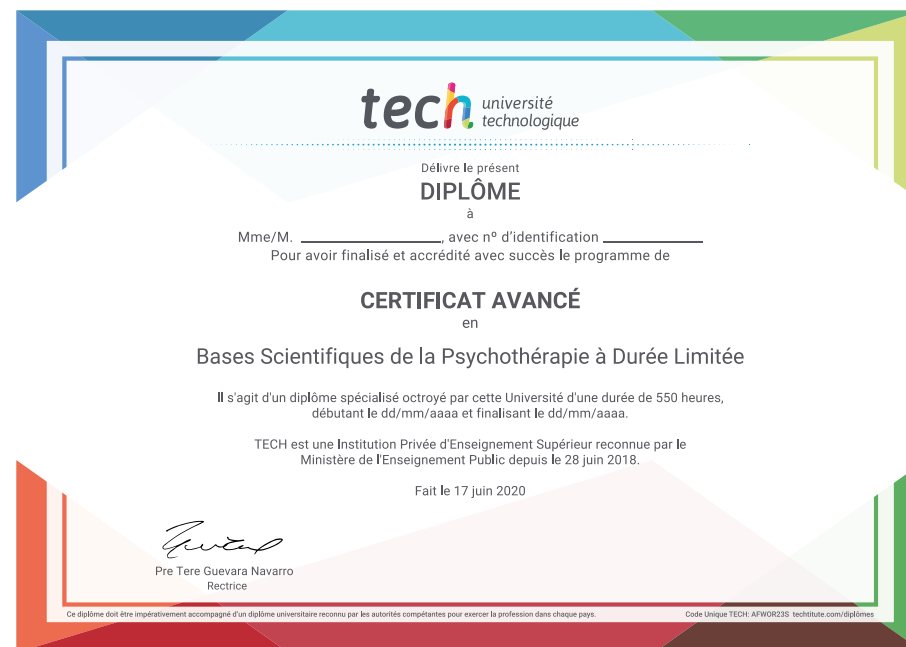 tech université
technologique
Délivre le présent
DIPLÔME
à
Mme/M. ____________________, avec nº d'identification ______________
Pour avoir finalisé et accrédité avec succès le programme de
CERTIFICAT AVANCÉ
en
Bases Scientifiques de la Psychothérapie à Durée Limitée
Il s'agit d'un diplôme spécialisé octroyé par cette Université d'une durée de 550 heures,
débutant le dd/mm/aaaa et finalisant le dd/mm/aaaa.
TECH est une Institution Privée d'Enseignement Supérieur reconnue par le
Ministère de l'Enseignement Public depuis le 28 juin 2018.
Fait le 17 juin 2020
Pre Tere Guevara Navarro
Rectrice
Ce diplôme doit être impérativement accompagné d'un diplôme universitaire reconnu par les autorités compétantes pour exercer la profession dans chaque pays.
Code Unique TECH: AFWOR23S techtitute.com/diplômes